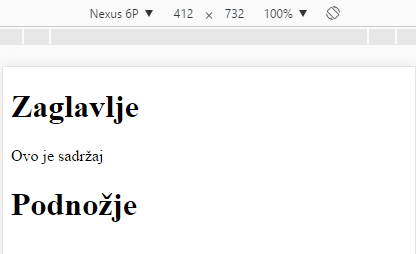 Nexus 6P ▼ 412 × 732 100% ▼
Zaglavlje
Ovo je sadržaj
Podnožje